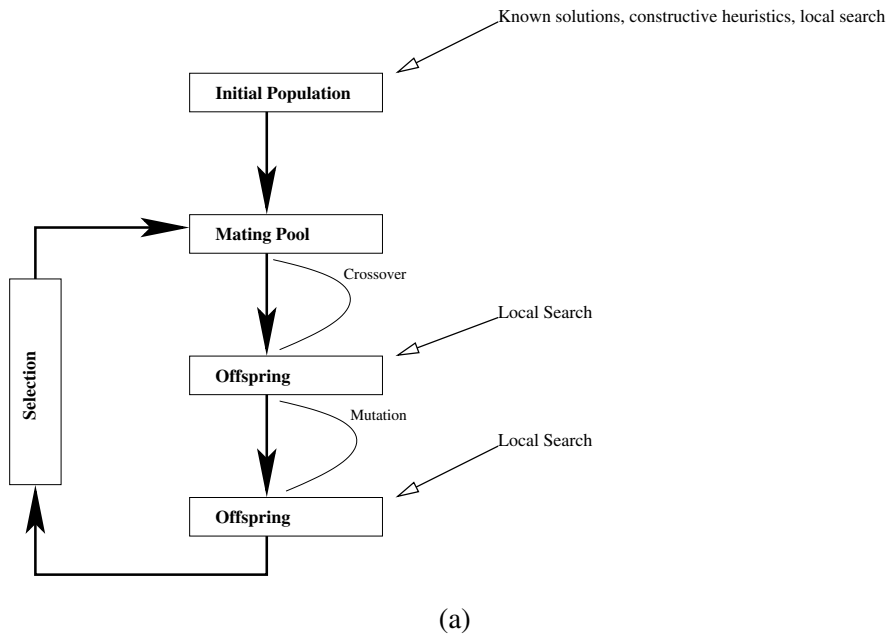 Known solutions, constructive heuristics, local search
Initial Population
Mating Pool
Crossover
Selection
Local Search
Offspring
Mutation
Local Search
Offspring
(a)